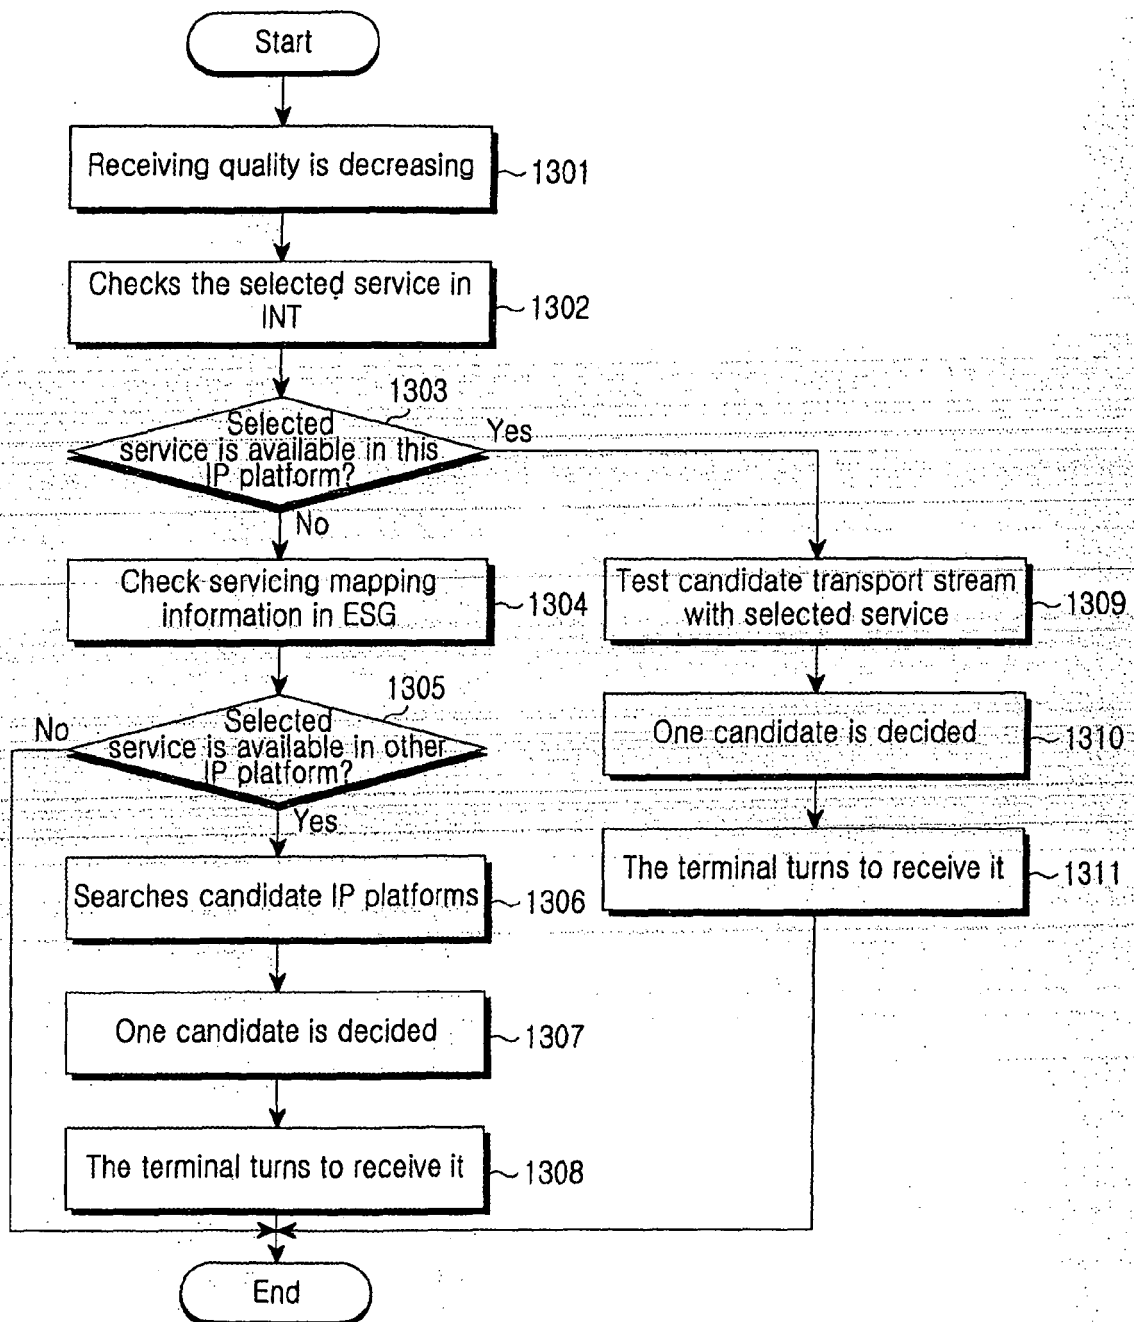 Start
Receiving quality is decreasing
1301
Checks the selected service in
INT
1302
1303
Selected
service is available in this
IP platform?
Yes
No
Check servicing mapping
information in ESG
1304
Test candidate transport stream
with selected service
1309
1305
No
Selected
service is available in other
IP platform?
Yes
One candidate is decided
1310
Searches candidate IP platforms
1306
The terminal turns to receive it
1311
One candidate is decided
1307
The terminal turns to receive it
1308
End